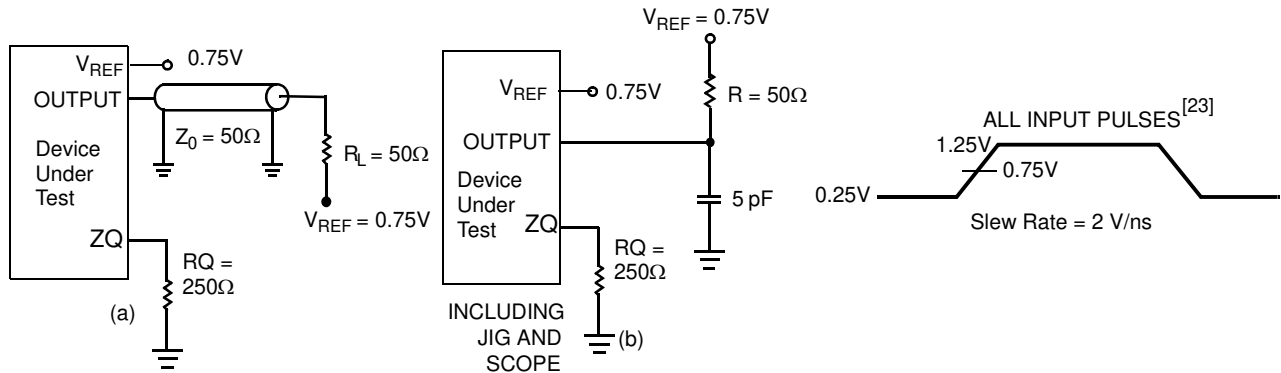 V_REF
0.75V
OUTPUT
Z_0 = 50Ω
Device
Under
Test
R_L = 50Ω
V_REF = 0.75V
ZQ
RQ =
250Ω
(a)
V_REF = 0.75V
V_REF
0.75V
R = 50Ω
OUTPUT
Device
Under
Test
5 pF
ZQ
RQ =
250Ω
INCLUDING
JIG AND
SCOPE
(b)
ALL INPUT PULSES[23]
1.25V
0.75V
0.25V
Slew Rate = 2 V/ns